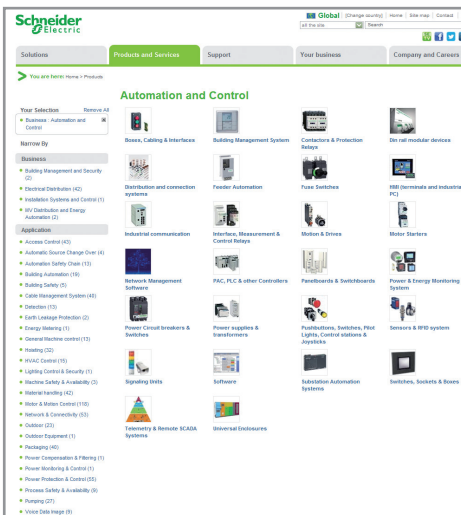 Schneider
Electric
Global | [Change country] | Home | Site map | Contact
all the site
Search
Solutions
Products and Services
Support
Your business
Company and Careers
You are here: Home > Products
Automation and Control
Your Selection
Remove All
Business : Automation and
Control
Narrow By
Business
Building Management and Security
(2)
Electrical Distribution (42)
Installation Systems and Control (1)
MV Distribution and Energy
Automation (2)
Application
Access Control (43)
Automatic Source Change Over (4)
Automation Safety Chain (13)
Building Automation (19)
Building Safety (5)
Cable Management System (40)
Detection (13)
Earth Leakage Protection (2)
Energy Metering (1)
General Machine control (13)
Hoisting (32)
HVAC Control (15)
Lighting Control & Security (1)
Machine Safety & Availability (3)
Material handling (42)
Motor & Motion Control (118)
Network & Connectivity (53)
Outdoor (23)
Outdoor Equipment (1)
Packaging (40)
Power Compensation & Filtering (1)
Power Monitoring & Control (1)
Power Protection & Control (55)
Process Safety & Availability (9)
Pumping (27)
Voice Data Image (9)
Boxes, Cabling & Interfaces
Building Management System
Contactors & Protection
Relays
Din rail modular devices
Distribution and connection
systems
Feeder Automation
Fuse Switches
HMI (terminals and industria
PC)
Industrial communication
Interface, Measurement &
Control Relays
Motion & Drives
Motor Starters
Network Management
Software
PAC, PLC & other Controllers
Panelboards & Switchboards
Power & Energy Monitoring
System
Power Circuit breakers &
Switches
Power supplies &
transformers
Pushbuttons, Switches, Pilot
Lights, Control stations &
Joysticks
Sensors & RFID system
Signaling Units
Software
Substation Automation
Systems
Switches, Sockets & Boxes
Telemetry & Remote SCADA
Systems
Universal Enclosures